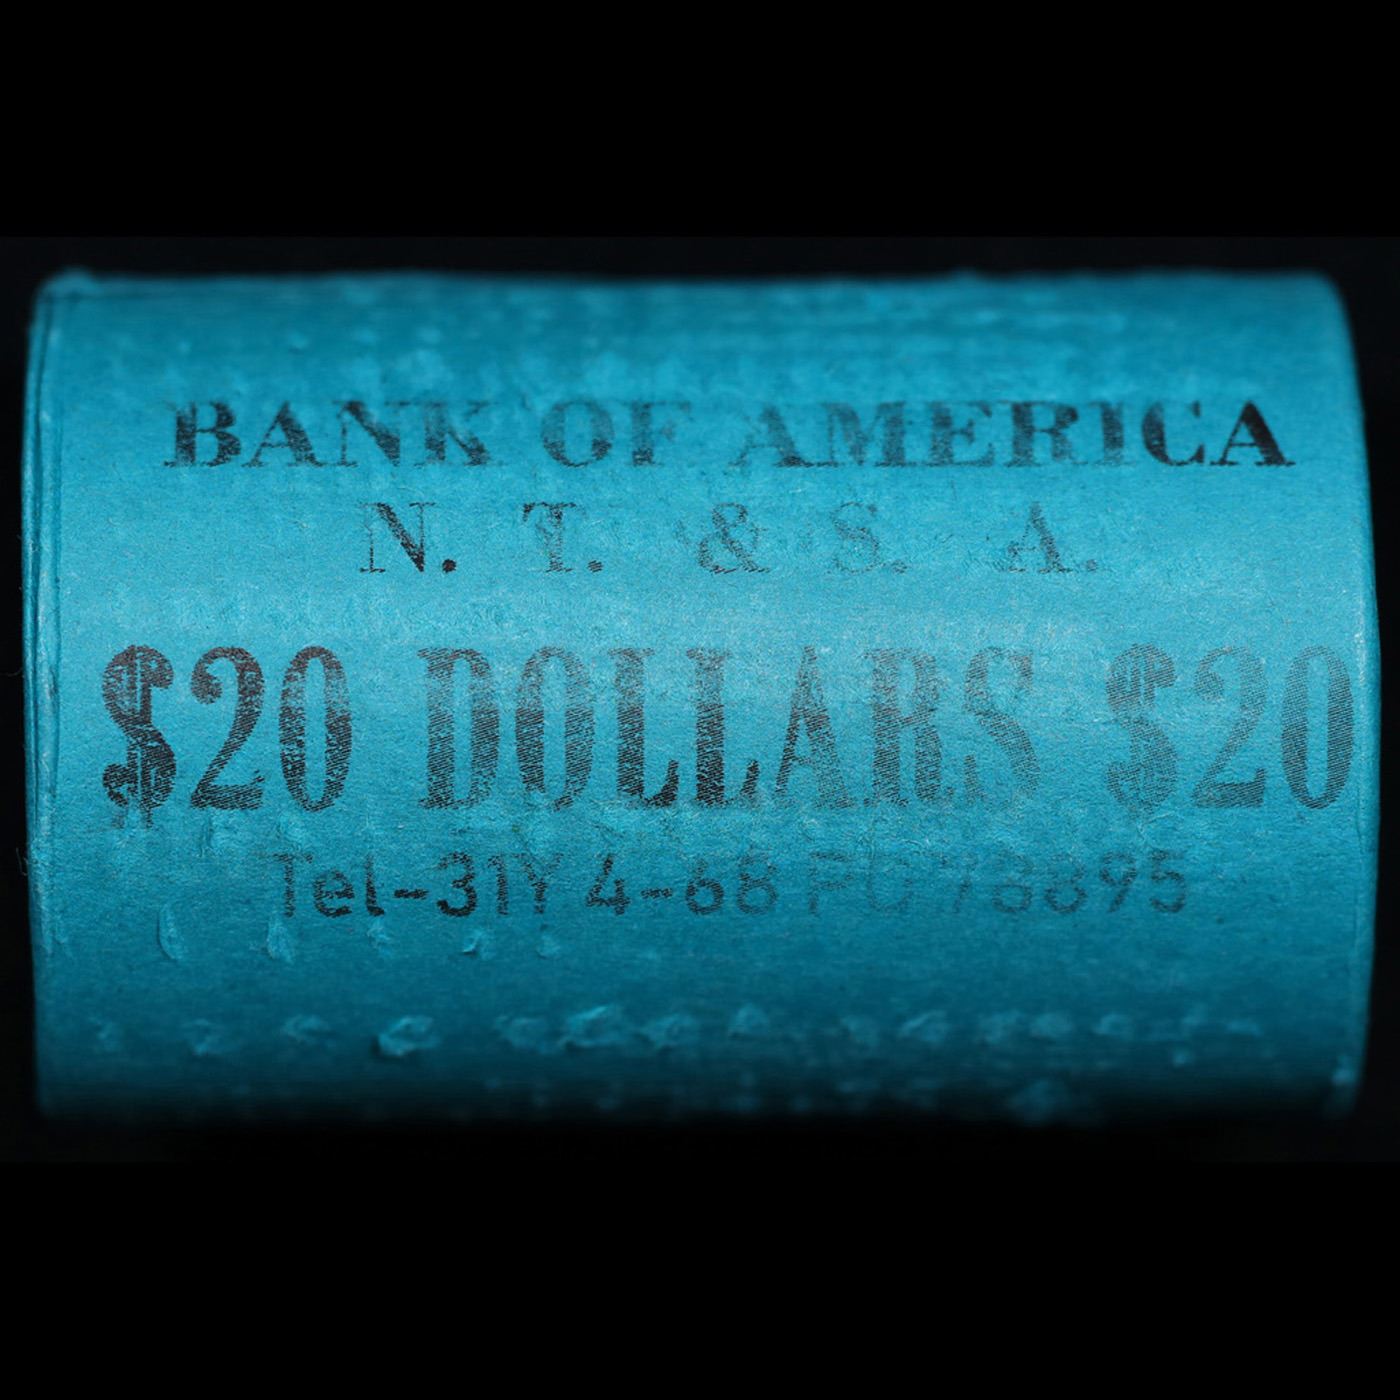 BANK OF AMERICA
N. T. & S. A.
$20 DOLLARS $20
Tel-31Y 4-68